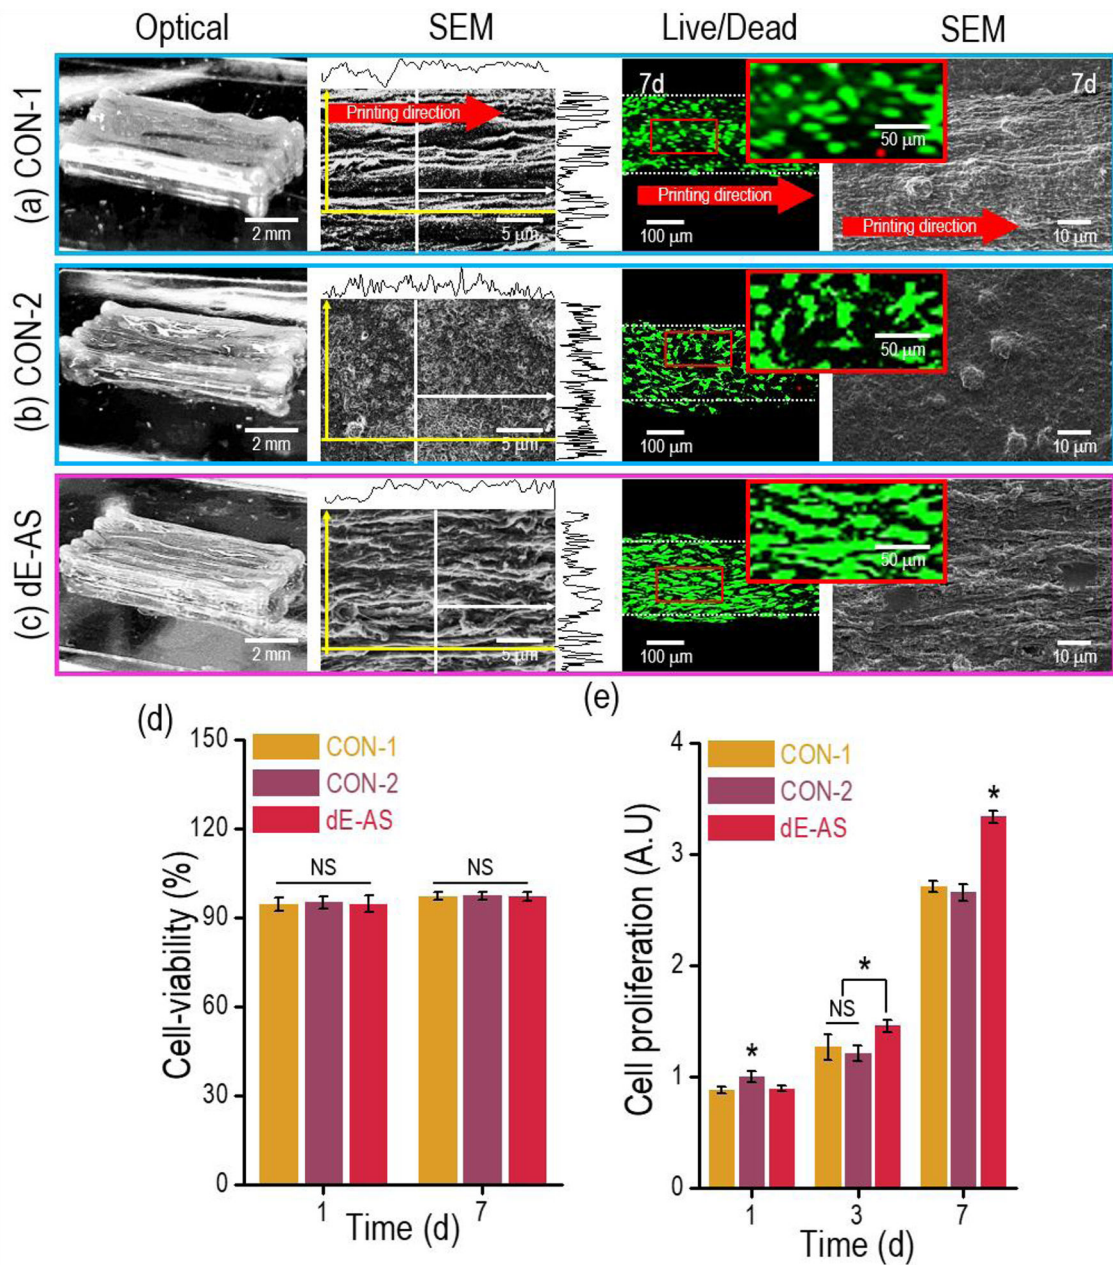 Optical SEM Live/Dead SEM
(a) CON-1
Printing direction
2 mm
5 µm
7d
50 µm
Printing direction
100 µm
7d
Printing direction
10 µm
(b) CON-2
2 mm
5 µm
50 µm
100 µm
10 µm
(c) dE-AS
2 mm
5 µm
50 µm
100 µm
10 µm
(d)
Cell-viability (%)
150
120
90
60
30
0
CON-1
CON-2
dE-AS
NS
NS
1 7
Time (d)
(e)
Cell proliferation (A.U)
4
3
2
1
0
CON-1
CON-2
dE-AS
*
NS
*
*
1 3 7
Time (d)